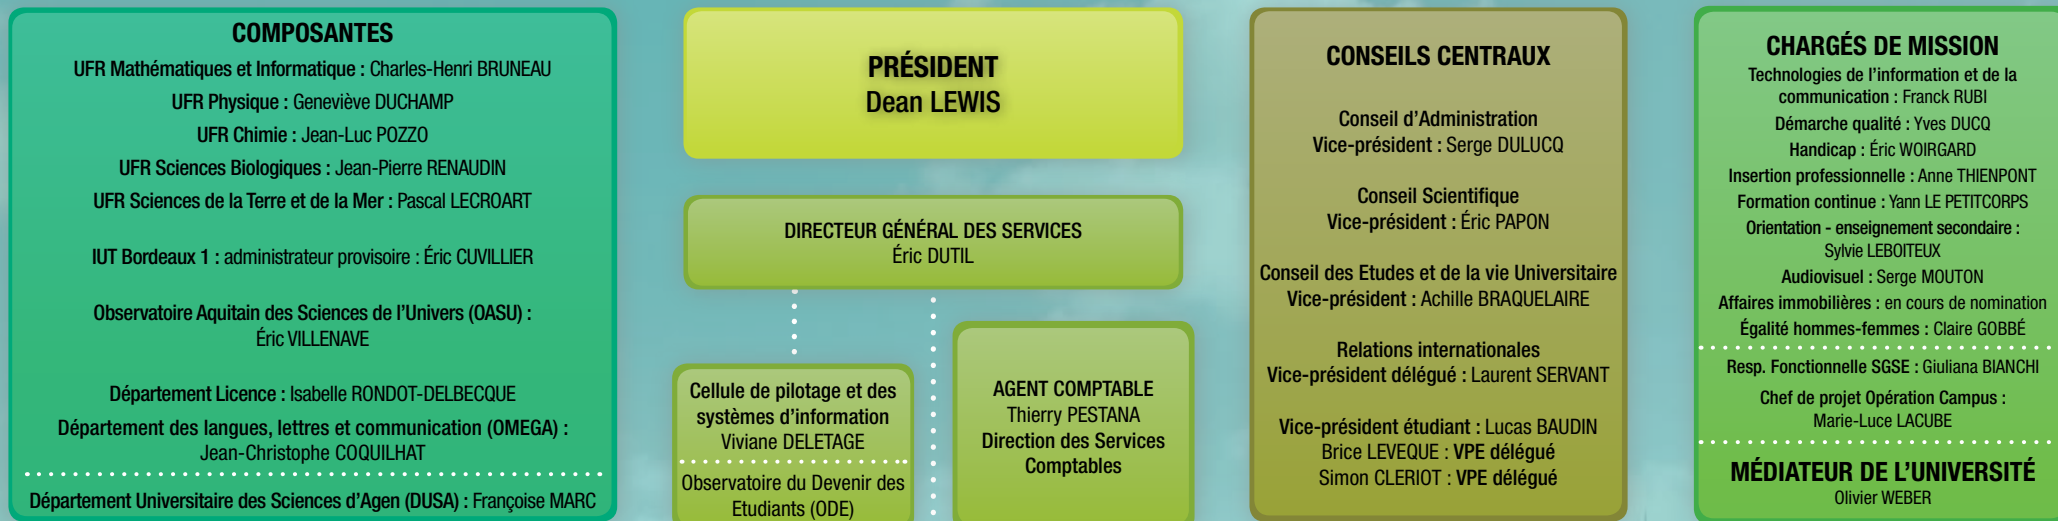 COMPOSANTES
UFR Mathématiques et Informatique : Charles-Henri BRUNEAU
UFR Physique : Geneviève DUCHAMP
UFR Chimie : Jean-Luc POZZO
UFR Sciences Biologiques : Jean-Pierre RENAUDIN
UFR Sciences de la Terre et de la Mer : Pascal LECROART
IUT Bordeaux 1 : administrateur provisoire : Éric CUVILLIER
Observatoire Aquitain des Sciences de l'Univers (OASU) :
Éric VILLENAVE
Département Licence : Isabelle RONDOT-DELBECQUE
Département des langues, lettres et communication (OMEGA) :
Jean-Christophe COQUILHAT
Département Universitaire des Sciences d'Agen (DUSA) : Françoise MARC
PRÉSIDENT
Dean LEWIS
DIRECTEUR GÉNÉRAL DES SERVICES
Éric DUTIL
Cellule de pilotage et des
systèmes d'information
Viviane DELETAGE
Observatoire du Devenir des
Etudiants (ODE)
AGENT COMPTABLE
Thierry PESTANA
Direction des Services
Comptables
CONSEILS CENTRAUX
Conseil d'Administration
Vice-président : Serge DULUCQ
Conseil Scientifique
Vice-président : Éric PAPON
Conseil des Etudes et de la vie Universitaire
Vice-président : Achille BRAQUELAIRE
Relations internationales
Vice-président délégué : Laurent SERVANT
Vice-président étudiant : Lucas BAUDIN
Brice LEVEQUE : VPE délégué
Simon CLERIOT : VPE délégué
CHARGÉS DE MISSION
Technologies de l'information et de la
communication : Franck RUBI
Démarche qualité : Yves DUCQ
Handicap : Éric WOIRGARD
Insertion professionnelle : Anne THIENPONT
Formation continue : Yann LE PETITCORPS
Orientation - enseignement secondaire :
Sylvie LEBOITEUX
Audiovisuel : Serge MOUTON
Affaires immobilières : en cours de nomination
Égalité hommes-femmes : Claire GOBBÉ
Resp. Fonctionnelle SGSE : Giuliana BIANCHI
Chef de projet Opération Campus :
Marie-Luce LACUBE
MÉDIATEUR DE L'UNIVERSITÉ
Olivier WEBER